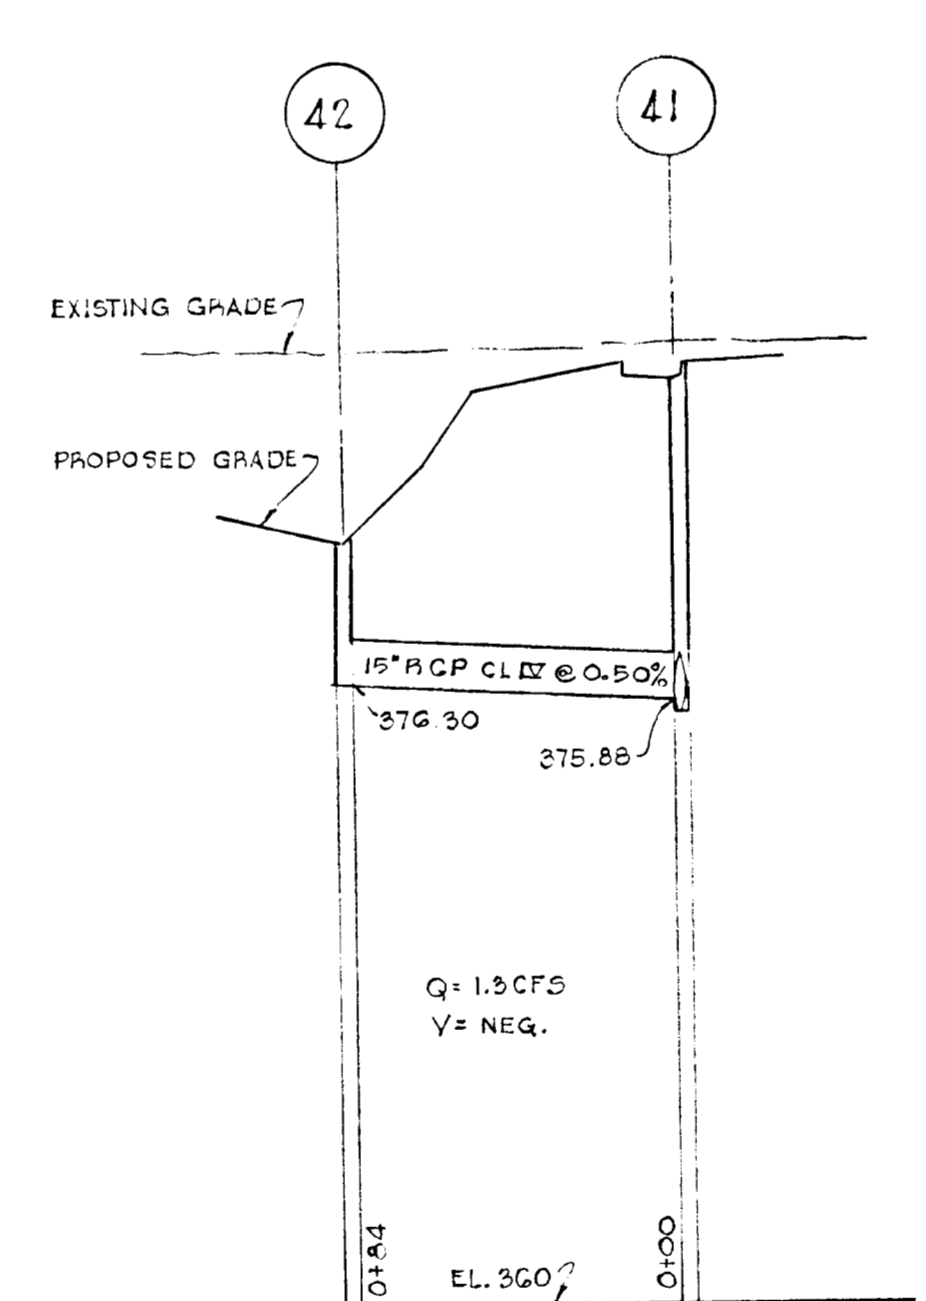 42
41
EXISTING GRADE
PROPOSED GRADE
15" RCP CL IV @ 0.50%
376.30
375.88
Q= 1.3 CFS
V= NEG.
0+84
0+00
EL. 360